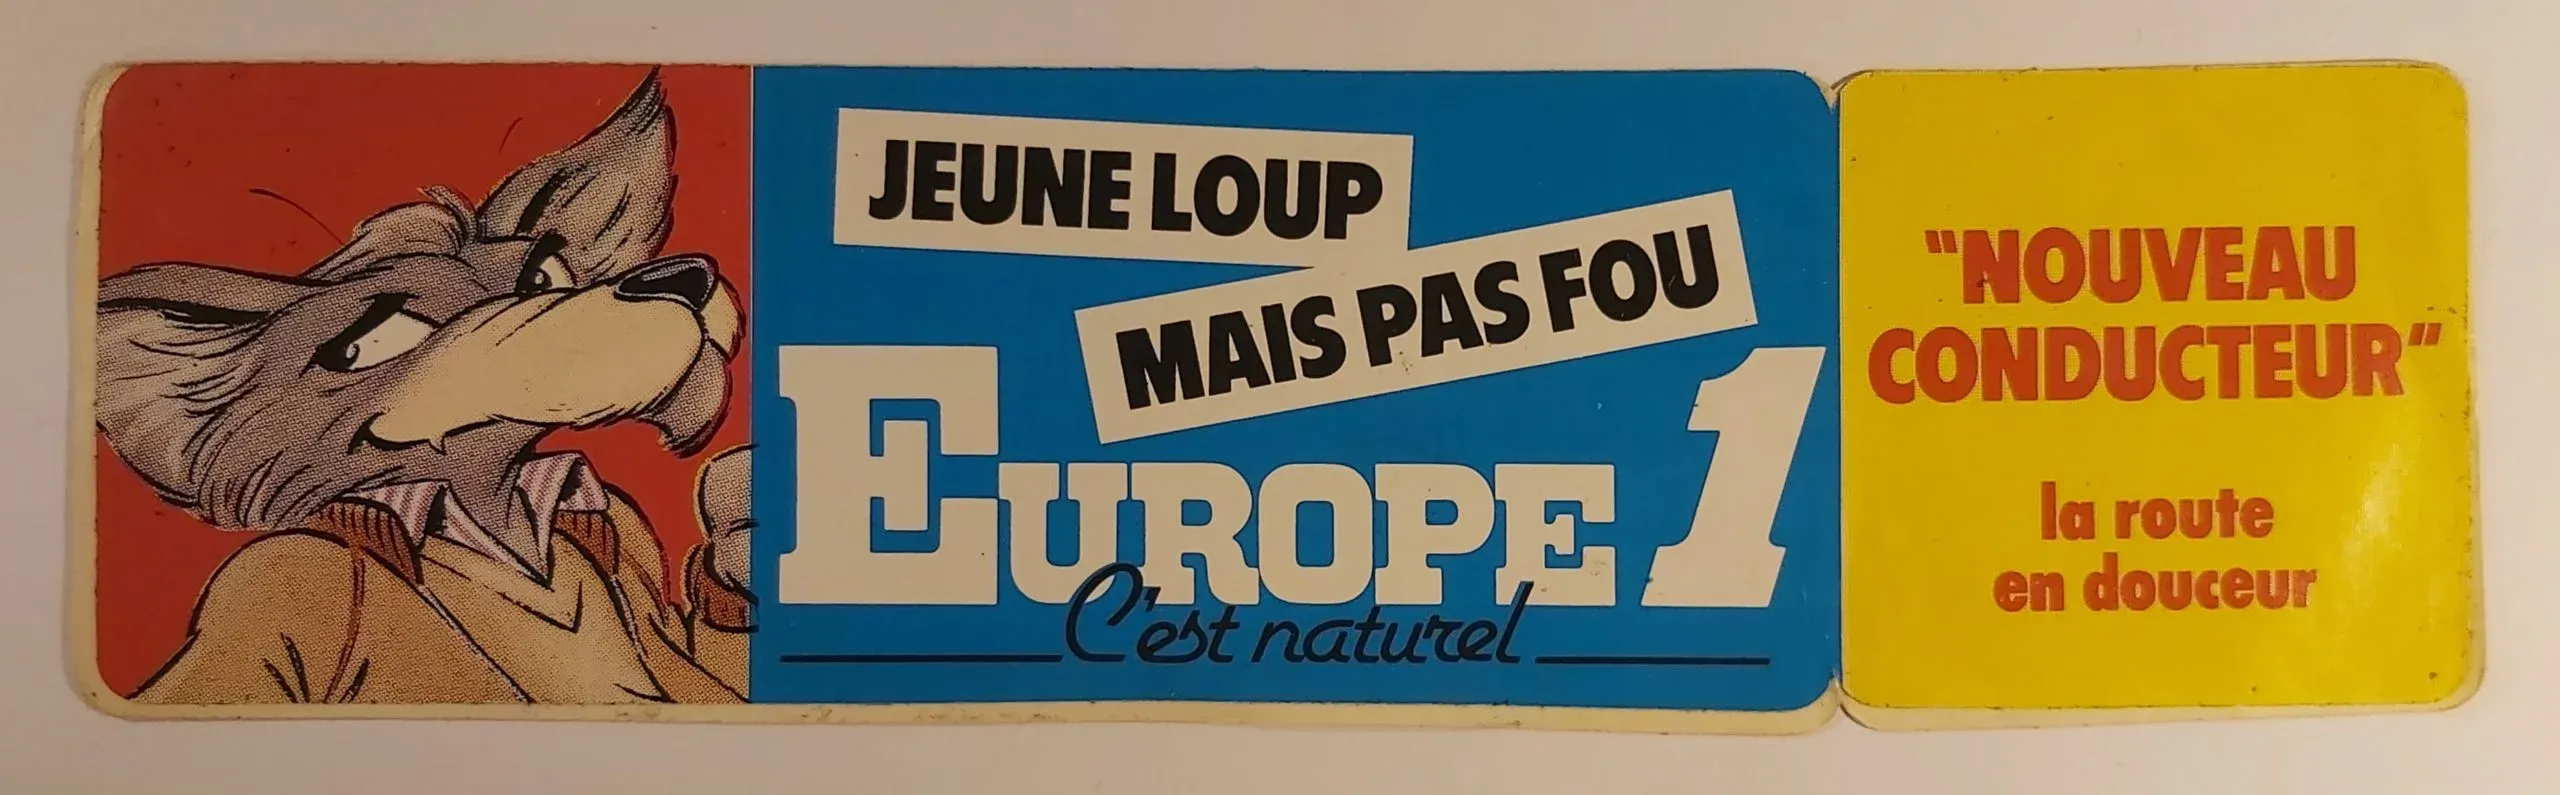 JEUNE LOUP
MAIS PAS FOU
EUROPE 1
C'est naturel
"NOUVEAU
CONDUCTEUR"
la route
en douceur